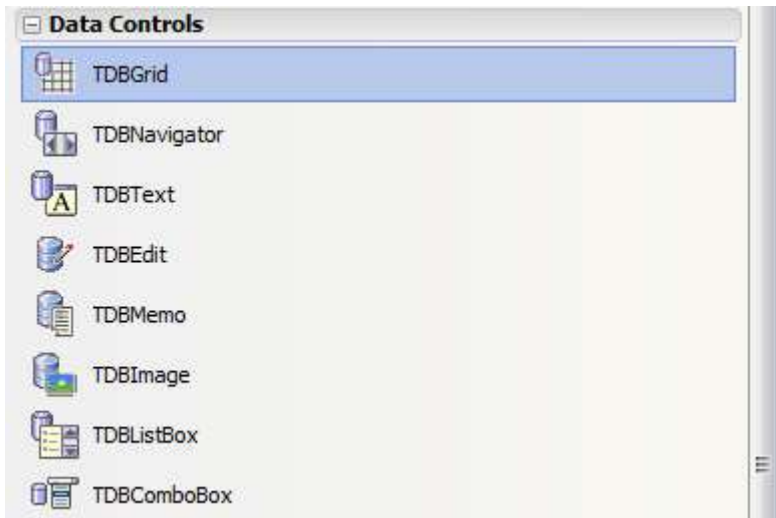 Data Controls
TDBGrid
TDBNavigator
TDBText
TDBEdit
TDBMemo
TDBImage
TDBListBox
TDBComboBox